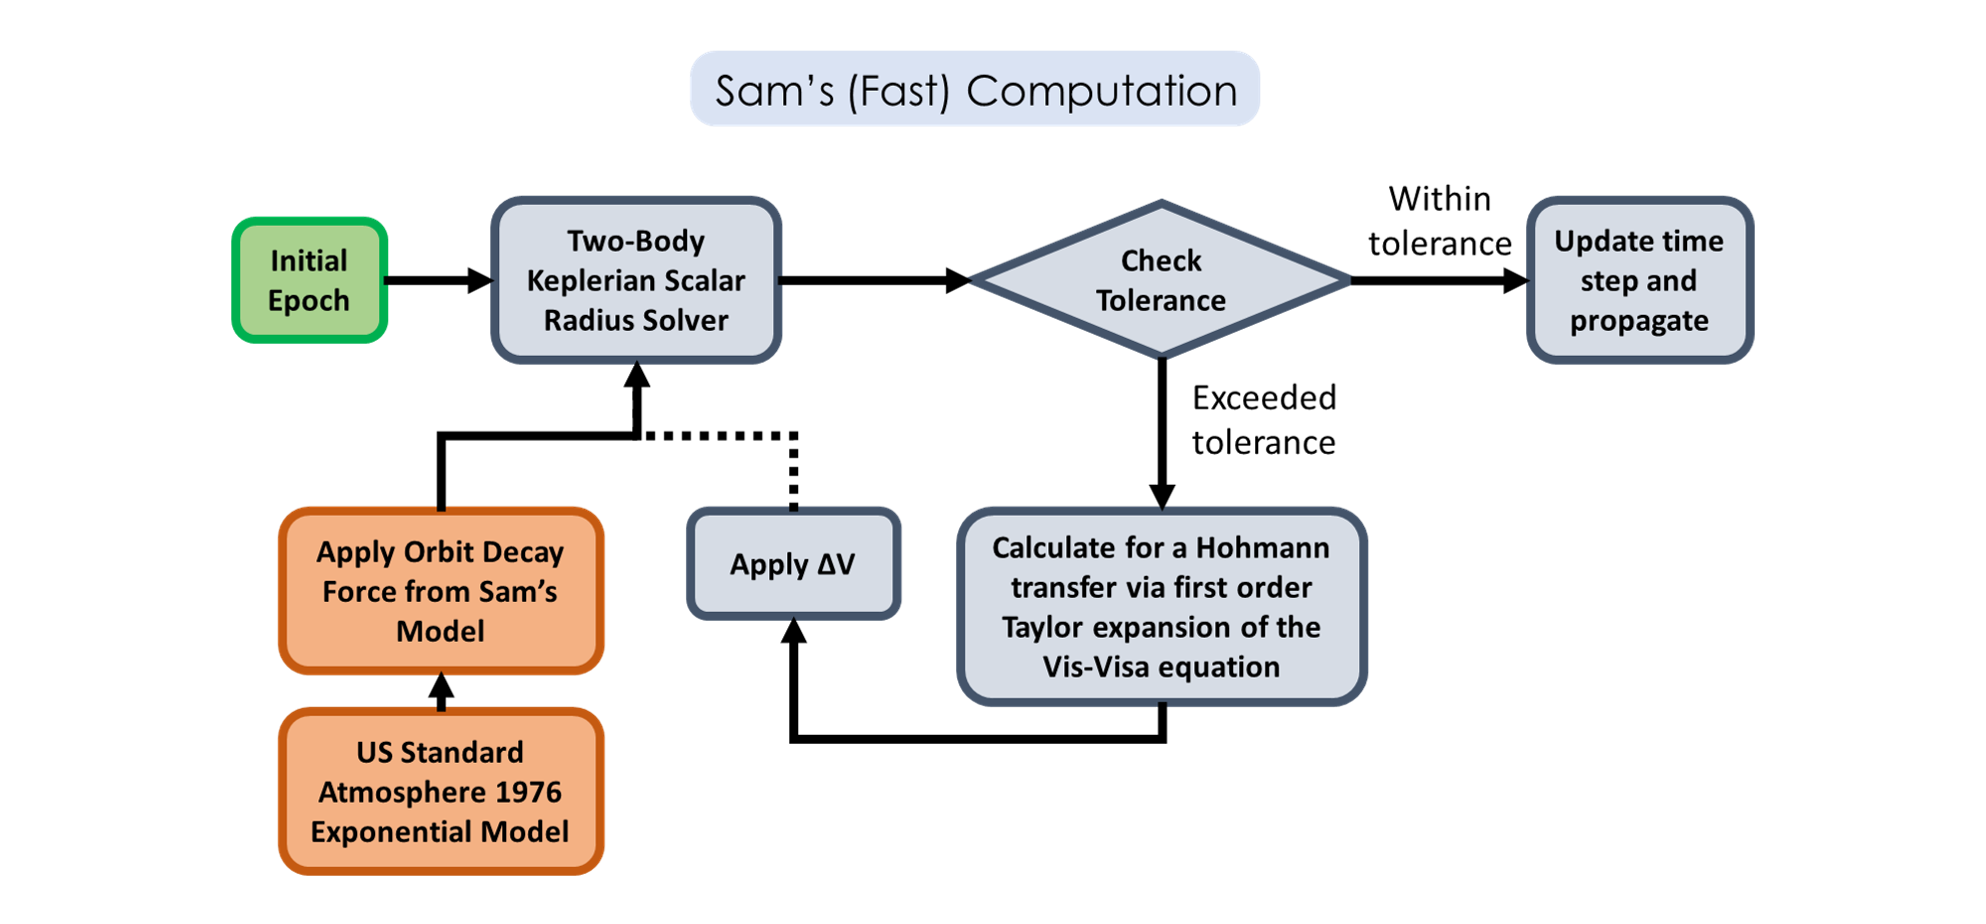 Sam’s (Fast) Computation
Initial
Epoch
Two-Body
Keplerian Scalar
Radius Solver
Check
Tolerance
Within
tolerance
Update time
step and
propagate
Exceeded
tolerance
Apply Orbit Decay
Force from Sam’s
Model
Apply ΔV
Calculate for a Hohmann
transfer via first order
Taylor expansion of the
Vis-Visa equation
US Standard
Atmosphere 1976
Exponential Model